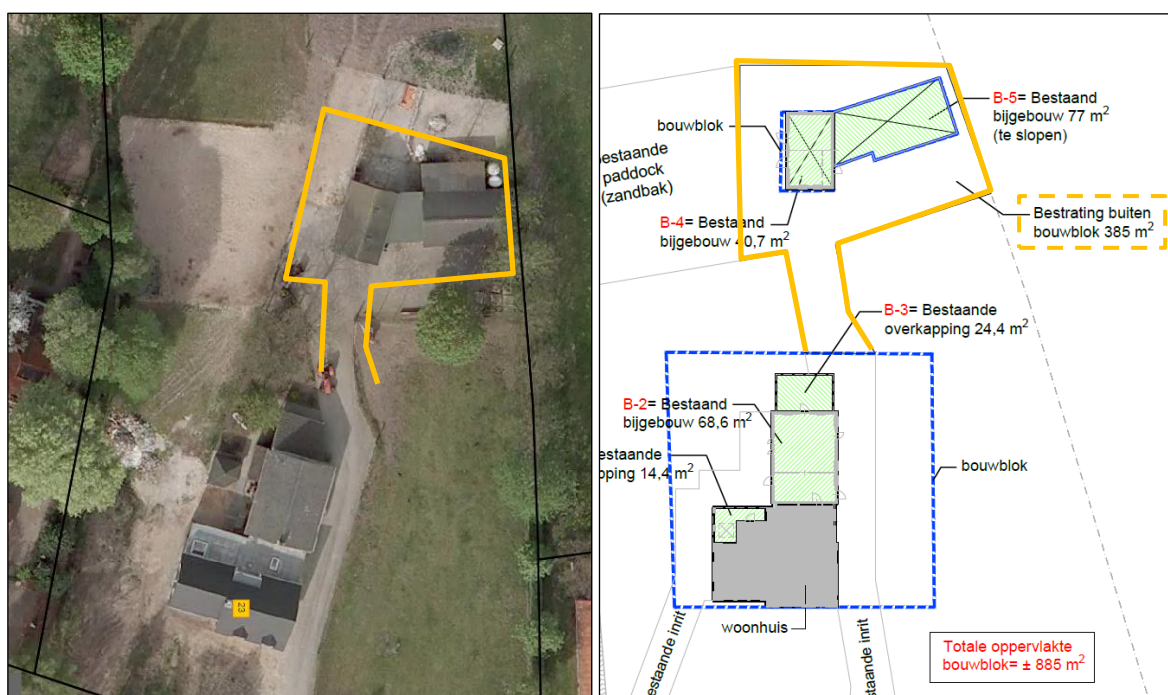 23
B-5= Bestaand
bijgebouw 77 m²
(te slopen)
bouwblok
bestaande
paddock
(zandbak)
B-4= Bestaand
bijgebouw 40,7 m²
Bestrating buiten
bouwblok 385 m²
B-3= Bestaande
overkapping 24,4 m²
B-2= Bestaand
bijgebouw 68,6 m²
estaande
pping 14,4 m²
bouwblok
woonhuis
estaande inrit
estaande inrit
Totale oppervlakte
bouwblok= ± 885 m²